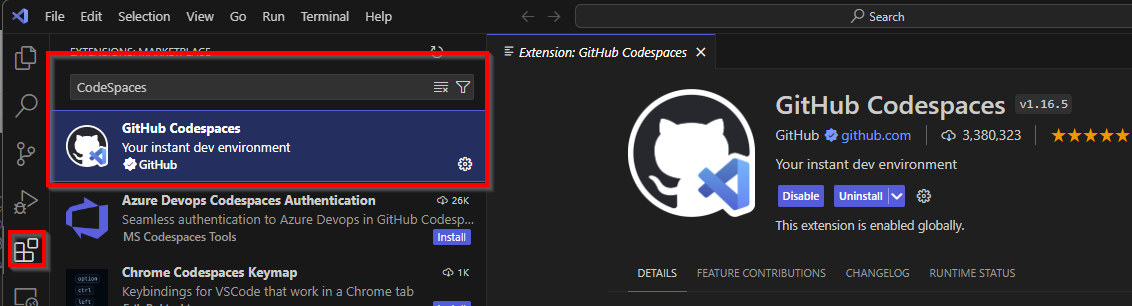 File Edit Selection View Go Run Terminal Help
Search
EXTENSIONS: MARKETPLACE
CodeSpaces
GitHub Codespaces
Your instant dev environment
GitHub
Azure Devops Codespaces Authentication 26K
Seamless authentication to Azure Devops in GitHub Codesp...
MS Codespaces Tools Install
Chrome Codespaces Keymap 1K
Keybindings for VSCode that work in a Chrome tab
option
ctrl
left
Extension: GitHub Codespaces
GitHub Codespaces v1.16.5
GitHub github.com 3,380,323
Your instant dev environment
Disable Uninstall
This extension is enabled globally.
DETAILS FEATURE CONTRIBUTIONS CHANGELOG RUNTIME STATUS